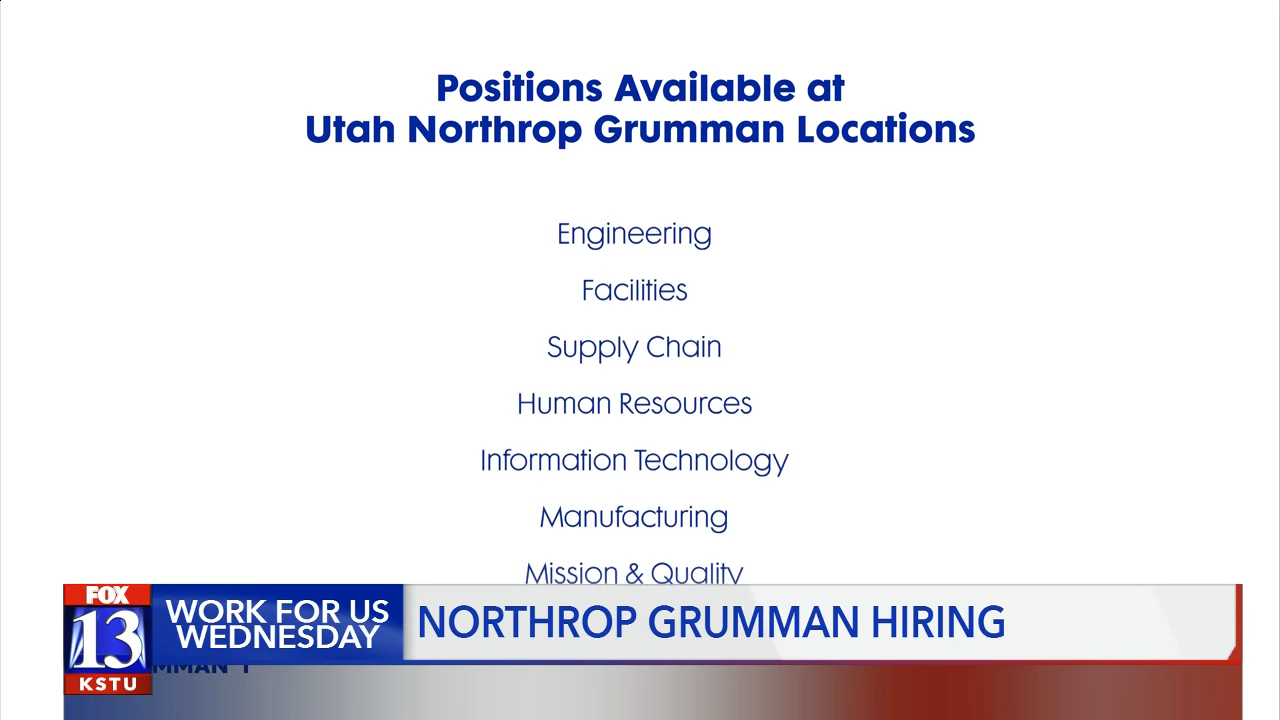 Positions Available at
Utah Northrop Grumman Locations
Engineering
Facilities
Supply Chain
Human Resources
Information Technology
Manufacturing
Mission & Quality
FOX
13
KSTU
WORK FOR US
WEDNESDAY
NORTHROP GRUMMAN HIRING